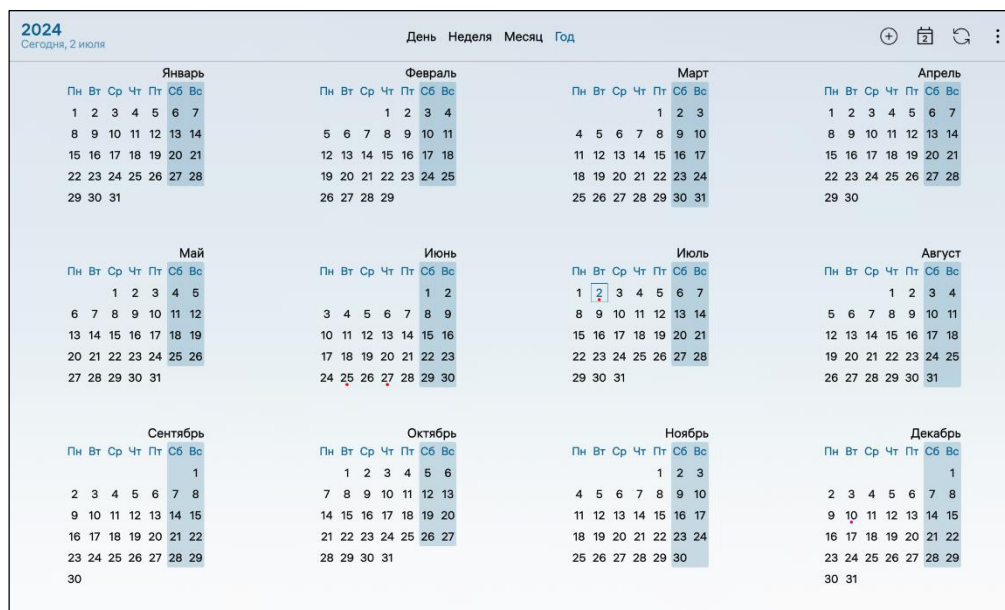 2024
Сегодня, 2 июля
День Неделя Месяц Год
2
Январь
Пн Вт Ср Чт Пт Сб Вс
1 2 3 4 5 6 7
8 9 10 11 12 13 14
15 16 17 18 19 20 21
22 23 24 25 26 27 28
29 30 31
Февраль
Пн Вт Ср Чт Пт Сб Вс
1 2 3 4
5 6 7 8 9 10 11
12 13 14 15 16 17 18
19 20 21 22 23 24 25
26 27 28 29
Март
Пн Вт Ср Чт Пт Сб Вс
1 2 3
4 5 6 7 8 9 10
11 12 13 14 15 16 17
18 19 20 21 22 23 24
25 26 27 28 29 30 31
Апрель
Пн Вт Ср Чт Пт Сб Вс
1 2 3 4 5 6 7
8 9 10 11 12 13 14
15 16 17 18 19 20 21
22 23 24 25 26 27 28
29 30
Май
Пн Вт Ср Чт Пт Сб Вс
1 2 3 4 5
6 7 8 9 10 11 12
13 14 15 16 17 18 19
20 21 22 23 24 25 26
27 28 29 30 31
Июнь
Пн Вт Ср Чт Пт Сб Вс
1 2
3 4 5 6 7 8 9
10 11 12 13 14 15 16
17 18 19 20 21 22 23
24 25 26 27 28 29 30
Июль
Пн Вт Ср Чт Пт Сб Вс
1 2 3 4 5 6 7
8 9 10 11 12 13 14
15 16 17 18 19 20 21
22 23 24 25 26 27 28
29 30 31
Август
Пн Вт Ср Чт Пт Сб Вс
1 2 3 4
5 6 7 8 9 10 11
12 13 14 15 16 17 18
19 20 21 22 23 24 25
26 27 28 29 30 31
Сентябрь
Пн Вт Ср Чт Пт Сб Вс
1
2 3 4 5 6 7 8
9 10 11 12 13 14 15
16 17 18 19 20 21 22
23 24 25 26 27 28 29
30
Октябрь
Пн Вт Ср Чт Пт Сб Вс
1 2 3 4 5 6
7 8 9 10 11 12 13
14 15 16 17 18 19 20
21 22 23 24 25 26 27
28 29 30 31
Ноябрь
Пн Вт Ср Чт Пт Сб Вс
1 2 3
4 5 6 7 8 9 10
11 12 13 14 15 16 17
18 19 20 21 22 23 24
25 26 27 28 29 30
Декабрь
Пн Вт Ср Чт Пт Сб Вс
1
2 3 4 5 6 7 8
9 10 11 12 13 14 15
16 17 18 19 20 21 22
23 24 25 26 27 28 29
30 31